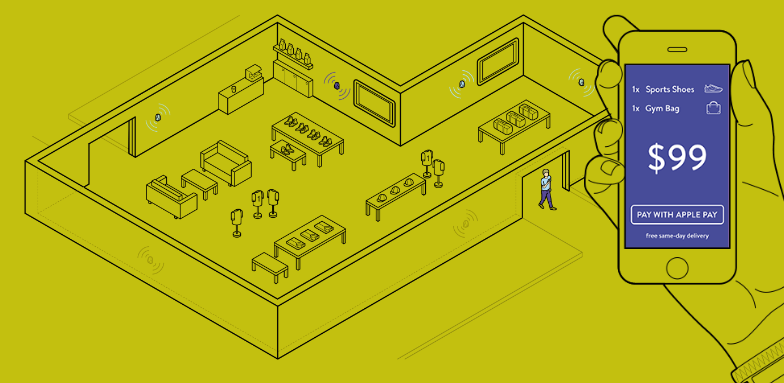 1x Sports Shoes
1x Gym Bag
$99
PAY WITH APPLE PAY
Free same-day delivery